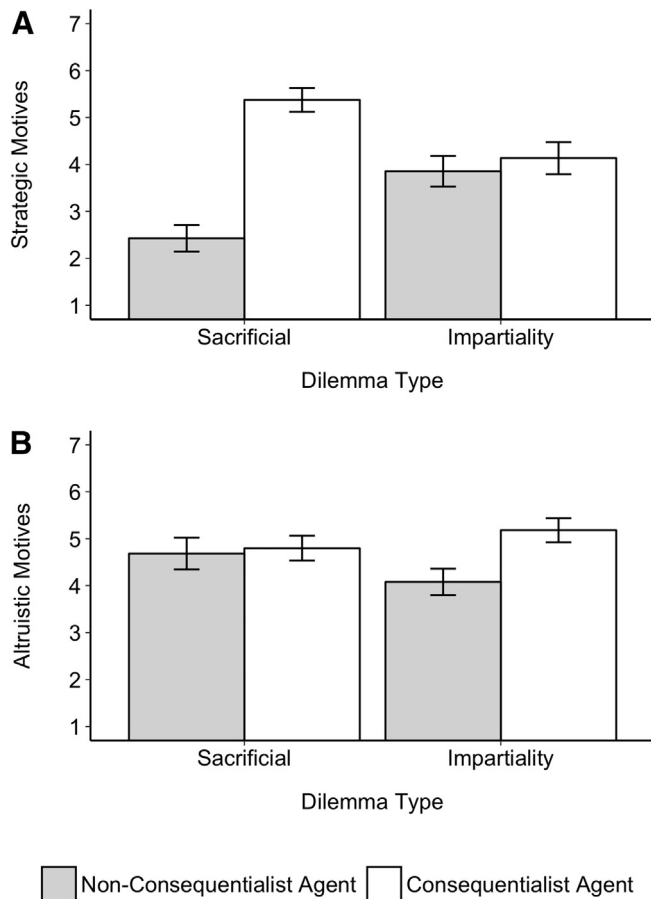 A
7
6
5
4
3
2
1
Strategic Motives
Sacrificial Impartiality
Dilemma Type
B
7
6
5
4
3
2
1
Altruistic Motives
Sacrificial Impartiality
Dilemma Type
Non-Consequentialist Agent Consequentialist Agent